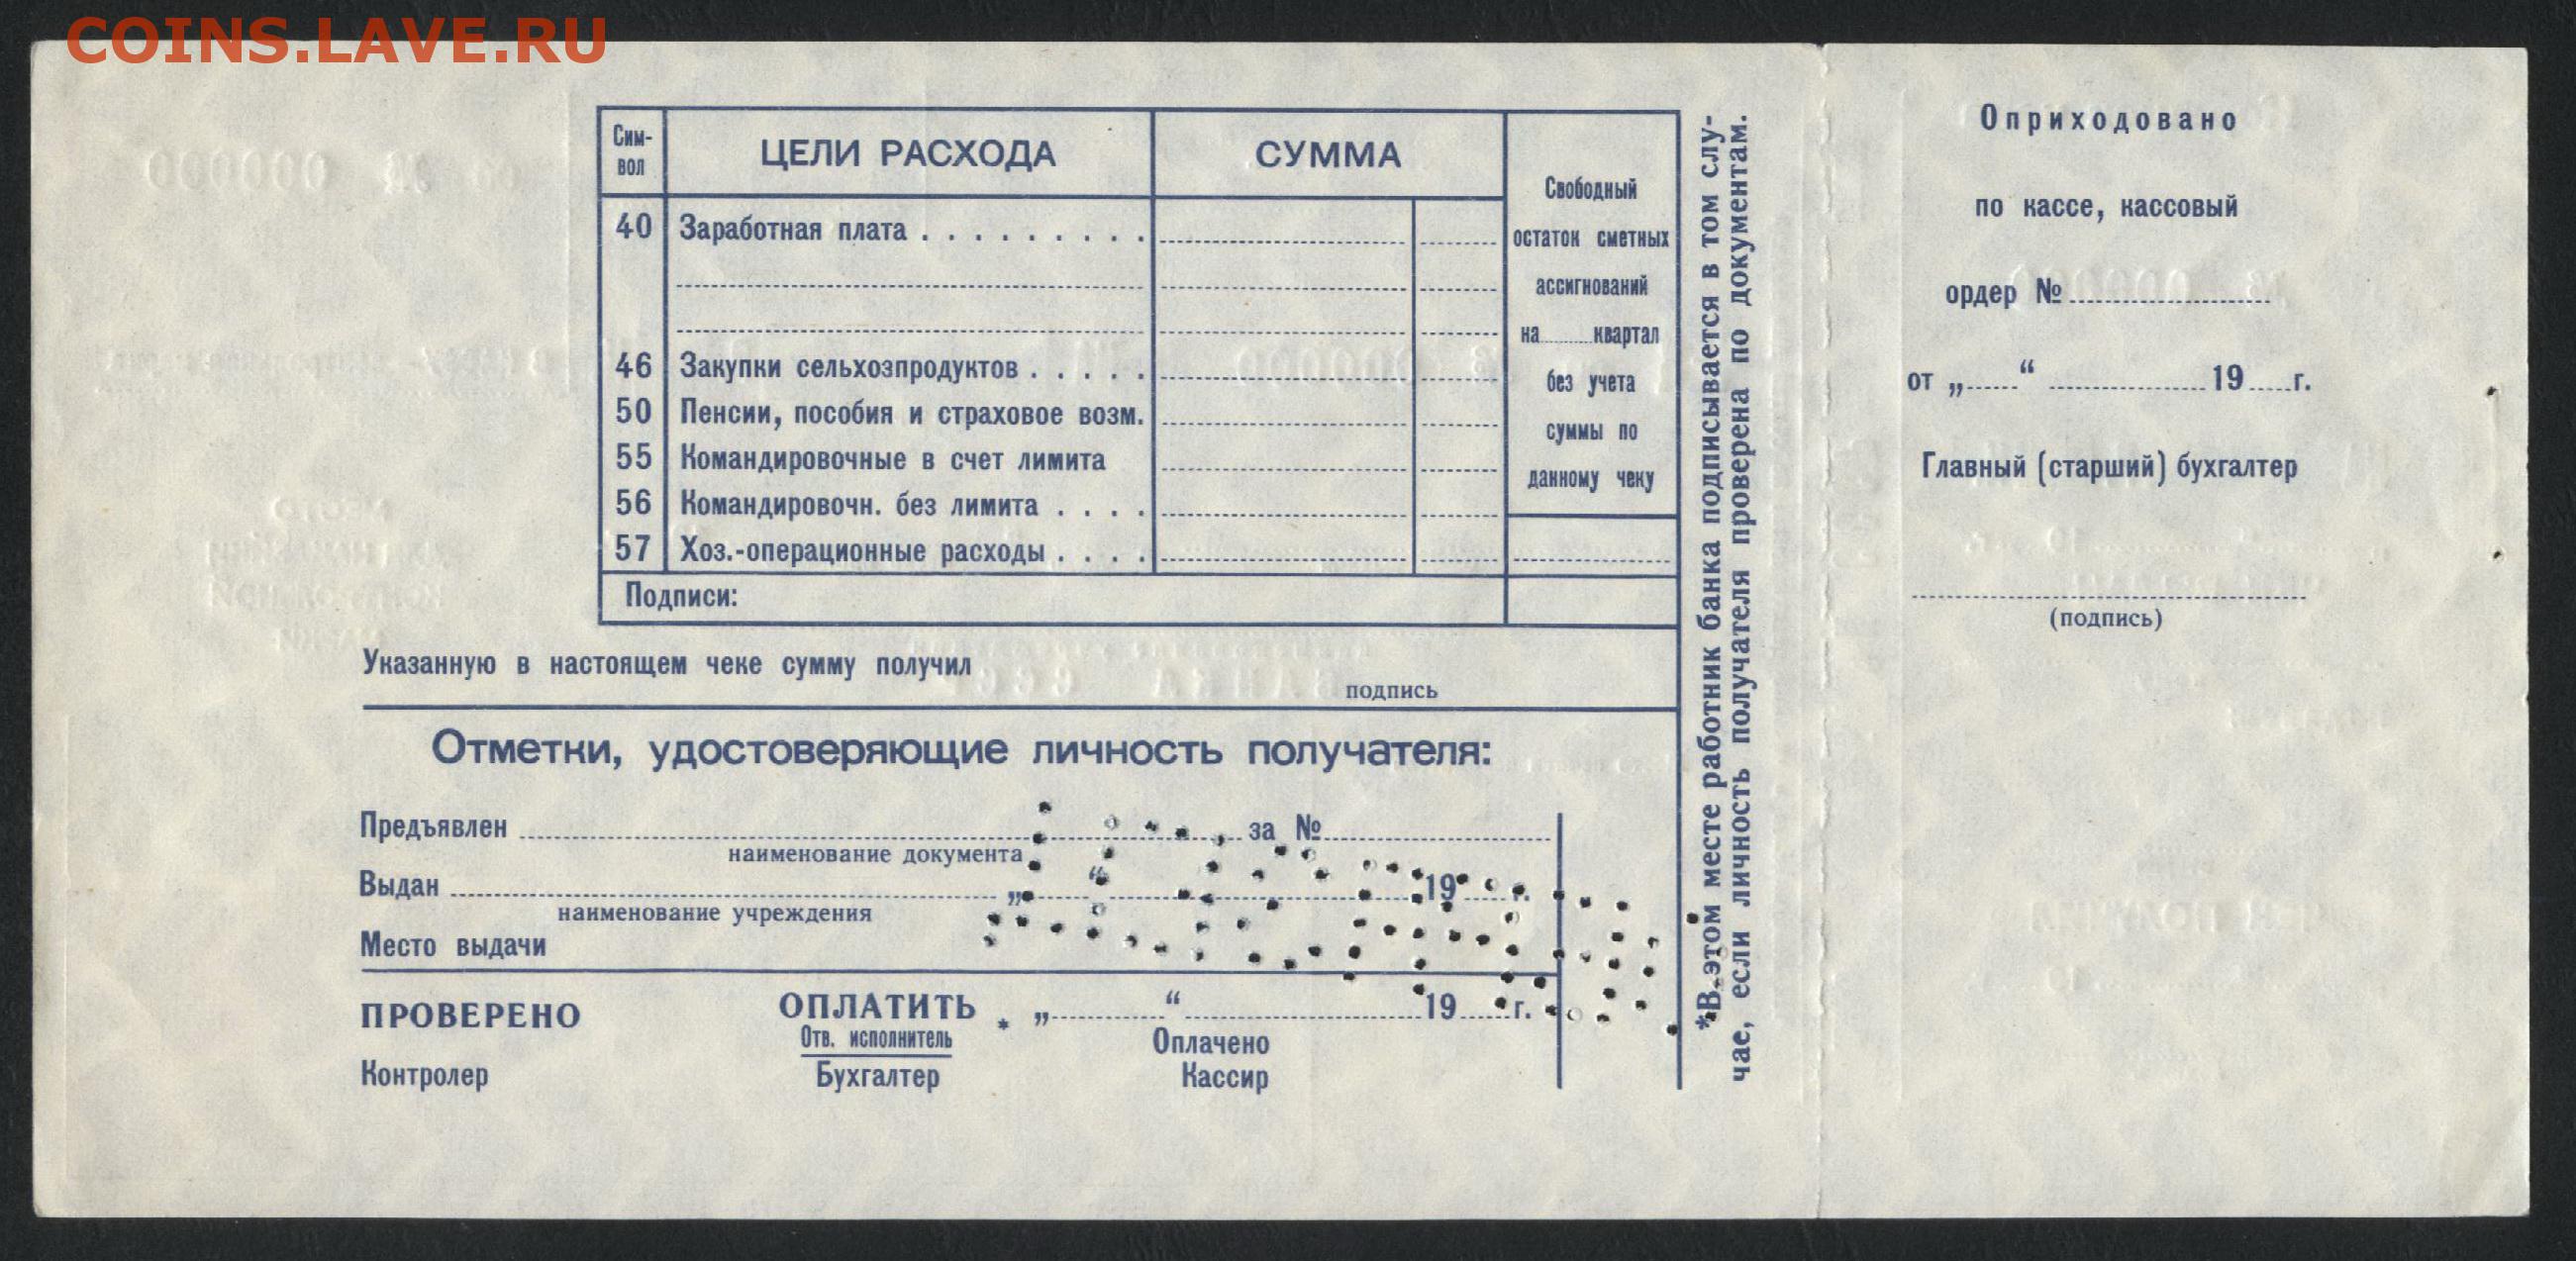 COINS.LAVE.RU
Сим-
вол
ЦЕЛИ РАСХОДА
СУММА
Свободный
остаток сметных
ассигнований
на........квартал
без учета
суммы по
данному чеку
40 Заработная плата . . . . . . . . .
46 Закупки сельхозпродуктов . . . . .
50 Пенсии, пособия и страховое возм.
55 Командировочные в счет лимита
56 Командировочн. без лимита . . . .
57 Хоз.-операционные расходы . . . .
Подписи:
Указанную в настоящем чеке сумму получил
подпись
Отметки, удостоверяющие личность получателя:
Предъявлен ........ за № ........
наименование документа
Выдан ........ „......“ ........ 19......г.
наименование учреждения
Место выдачи
ПРОВЕРЕНО
Контролер
ОПЛАТИТЬ * „........“ ........ 19......г.
Отв. исполнитель
Бухгалтер
Оплачено
Кассир
*В этом месте работник банка подписывается в том слу-
чае, если личность получателя проверена по документам.
Оприходовано
по кассе, кассовый
ордер № ........
от „......“ ........ 19.....г.
Главный (старший) бухгалтер
(подпись)